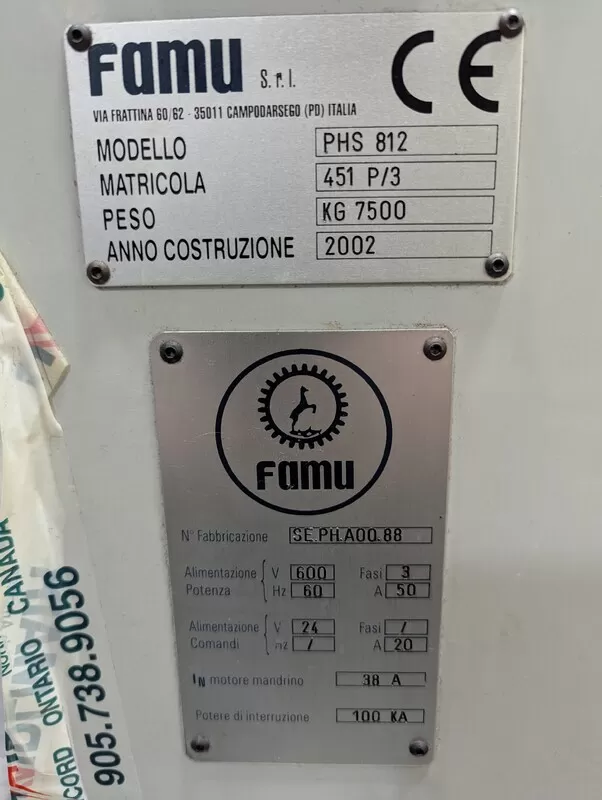 Famu S.r.l. CE
VIA FRATTINA 60/62 - 35011 CAMPODARSEGO (PD) ITALIA
MODELLO PHS 812
MATRICOLA 451 P/3
PESO KG 7500
ANNO COSTRUZIONE 2002
Famu
N° Fabbricazione SE.PH.A00.88
Alimentazione V 600 Fasi 3
Potenza Hz 60 A 50
Alimentazione V 24 Fasi /
Comandi Hz / A 20
IN motore mandrino 38 A
Potere di interruzione 100 KA
CANADA
ONTARIO
905.738.9056